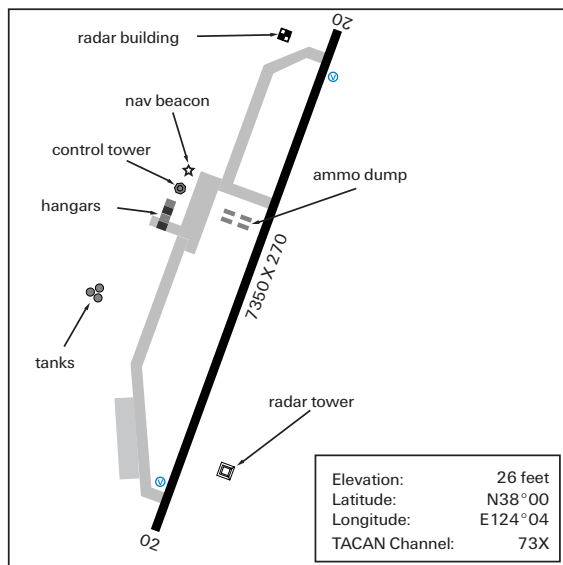 20
radar building
V
nav beacon
control tower
ammo dump
hangars
7350 X 270
tanks
radar tower
V
02
Elevation: 26 feet
Latitude: N38°00
Longitude: E124°04
TACAN Channel: 73X